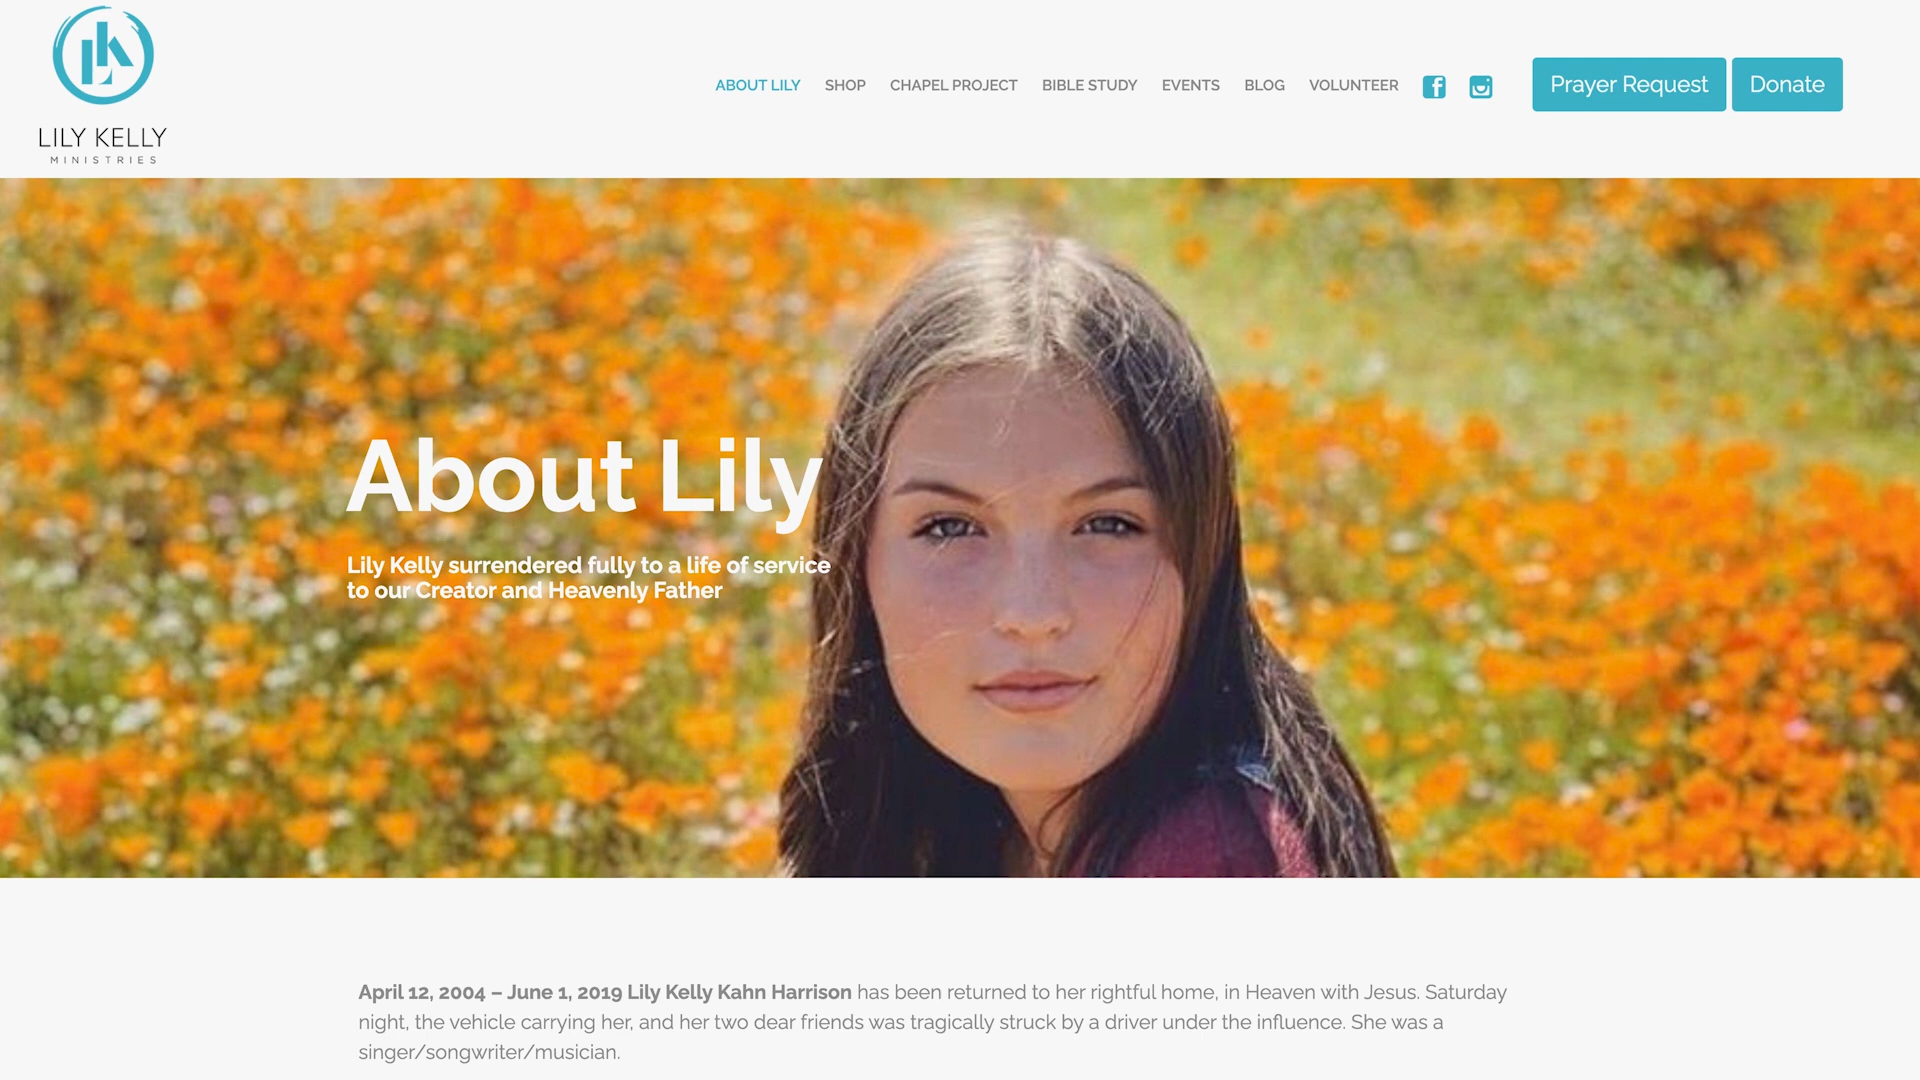 LK
LILY KELLY
MINISTRIES
ABOUT LILY SHOP CHAPEL PROJECT BIBLE STUDY EVENTS BLOG VOLUNTEER Prayer Request Donate
About Lily
Lily Kelly surrendered fully to a life of service
to our Creator and Heavenly Father
April 12, 2004 – June 1, 2019 Lily Kelly Kahn Harrison has been returned to her rightful home, in Heaven with Jesus. Saturday
night, the vehicle carrying her, and her two dear friends was tragically struck by a driver under the influence. She was a
singer/songwriter/musician.